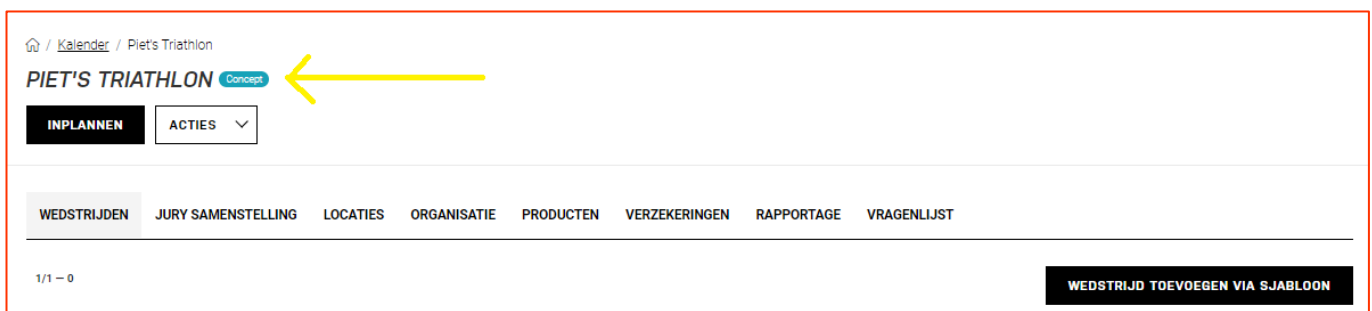 / Kalender / Piet's Triathlon
PIET'S TRIATHLON Concept
INPLANNEN ACTIES
WEDSTRIJDEN JURY SAMENSTELLING LOCATIES ORGANISATIE PRODUCTEN VERZEKERINGEN RAPPORTAGE VRAGENLIJST
1/1 – 0
WEDSTRIJD TOEVOEGEN VIA SJABLOON